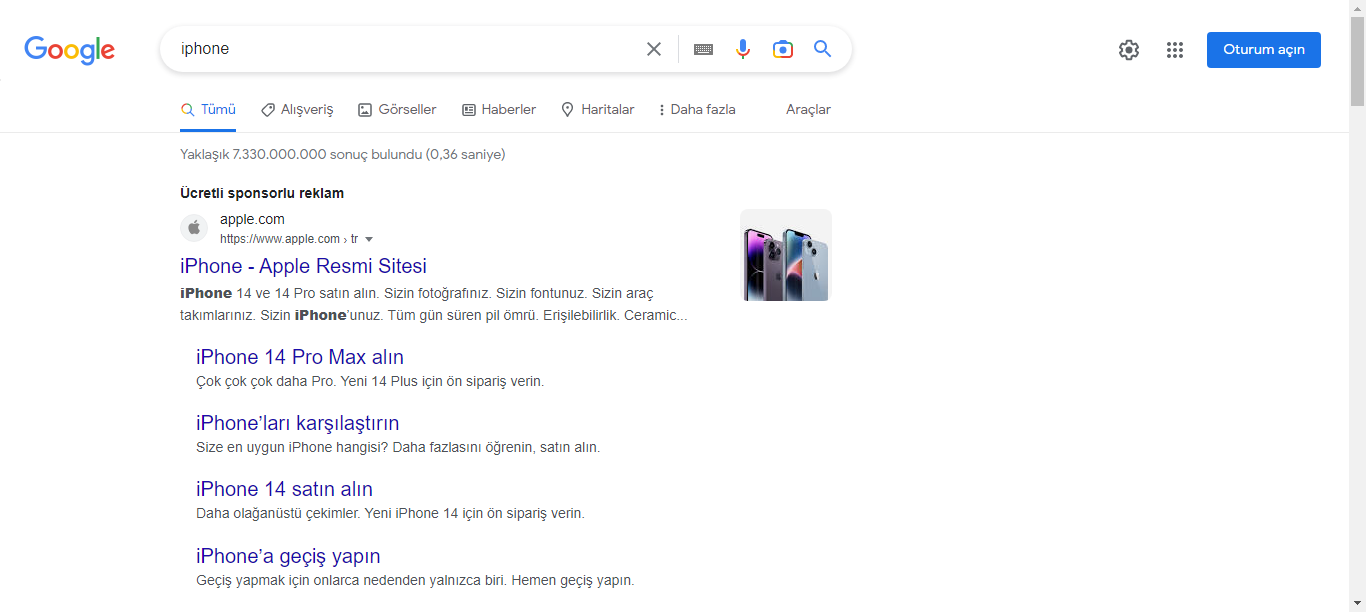 Google
iphone
Oturum açın
Tümü Alışveriş Görseller Haberler Haritalar Daha fazla Araçlar
Yaklaşık 7.330.000.000 sonuç bulundu (0,36 saniye)
Ücretli sponsorlu reklam
apple.com
https://www.apple.com › tr
iPhone - Apple Resmi Sitesi
iPhone 14 ve 14 Pro satın alın. Sizin fotoğrafınız. Sizin fontunuz. Sizin araç
takımlarınız. Sizin iPhone'unuz. Tüm gün süren pil ömrü. Erişilebilirlik. Ceramic...
iPhone 14 Pro Max alın
Çok çok çok daha Pro. Yeni 14 Plus için ön sipariş verin.
iPhone’ları karşılaştırın
Size en uygun iPhone hangisi? Daha fazlasını öğrenin, satın alın.
iPhone 14 satın alın
Daha olağanüstü çekimler. Yeni iPhone 14 için ön sipariş verin.
iPhone’a geçiş yapın
Geçiş yapmak için onlarca nedenden yalnızca biri. Hemen geçiş yapın.